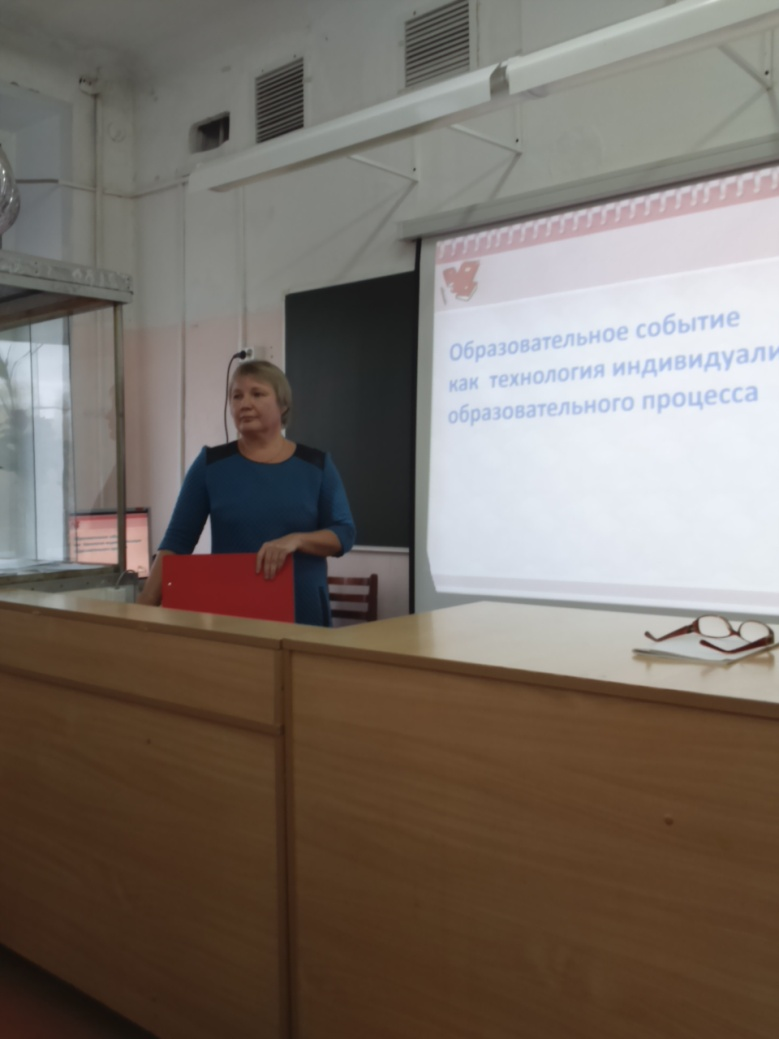 Образовательное событие
как технология индивидуали
образовательного процесса